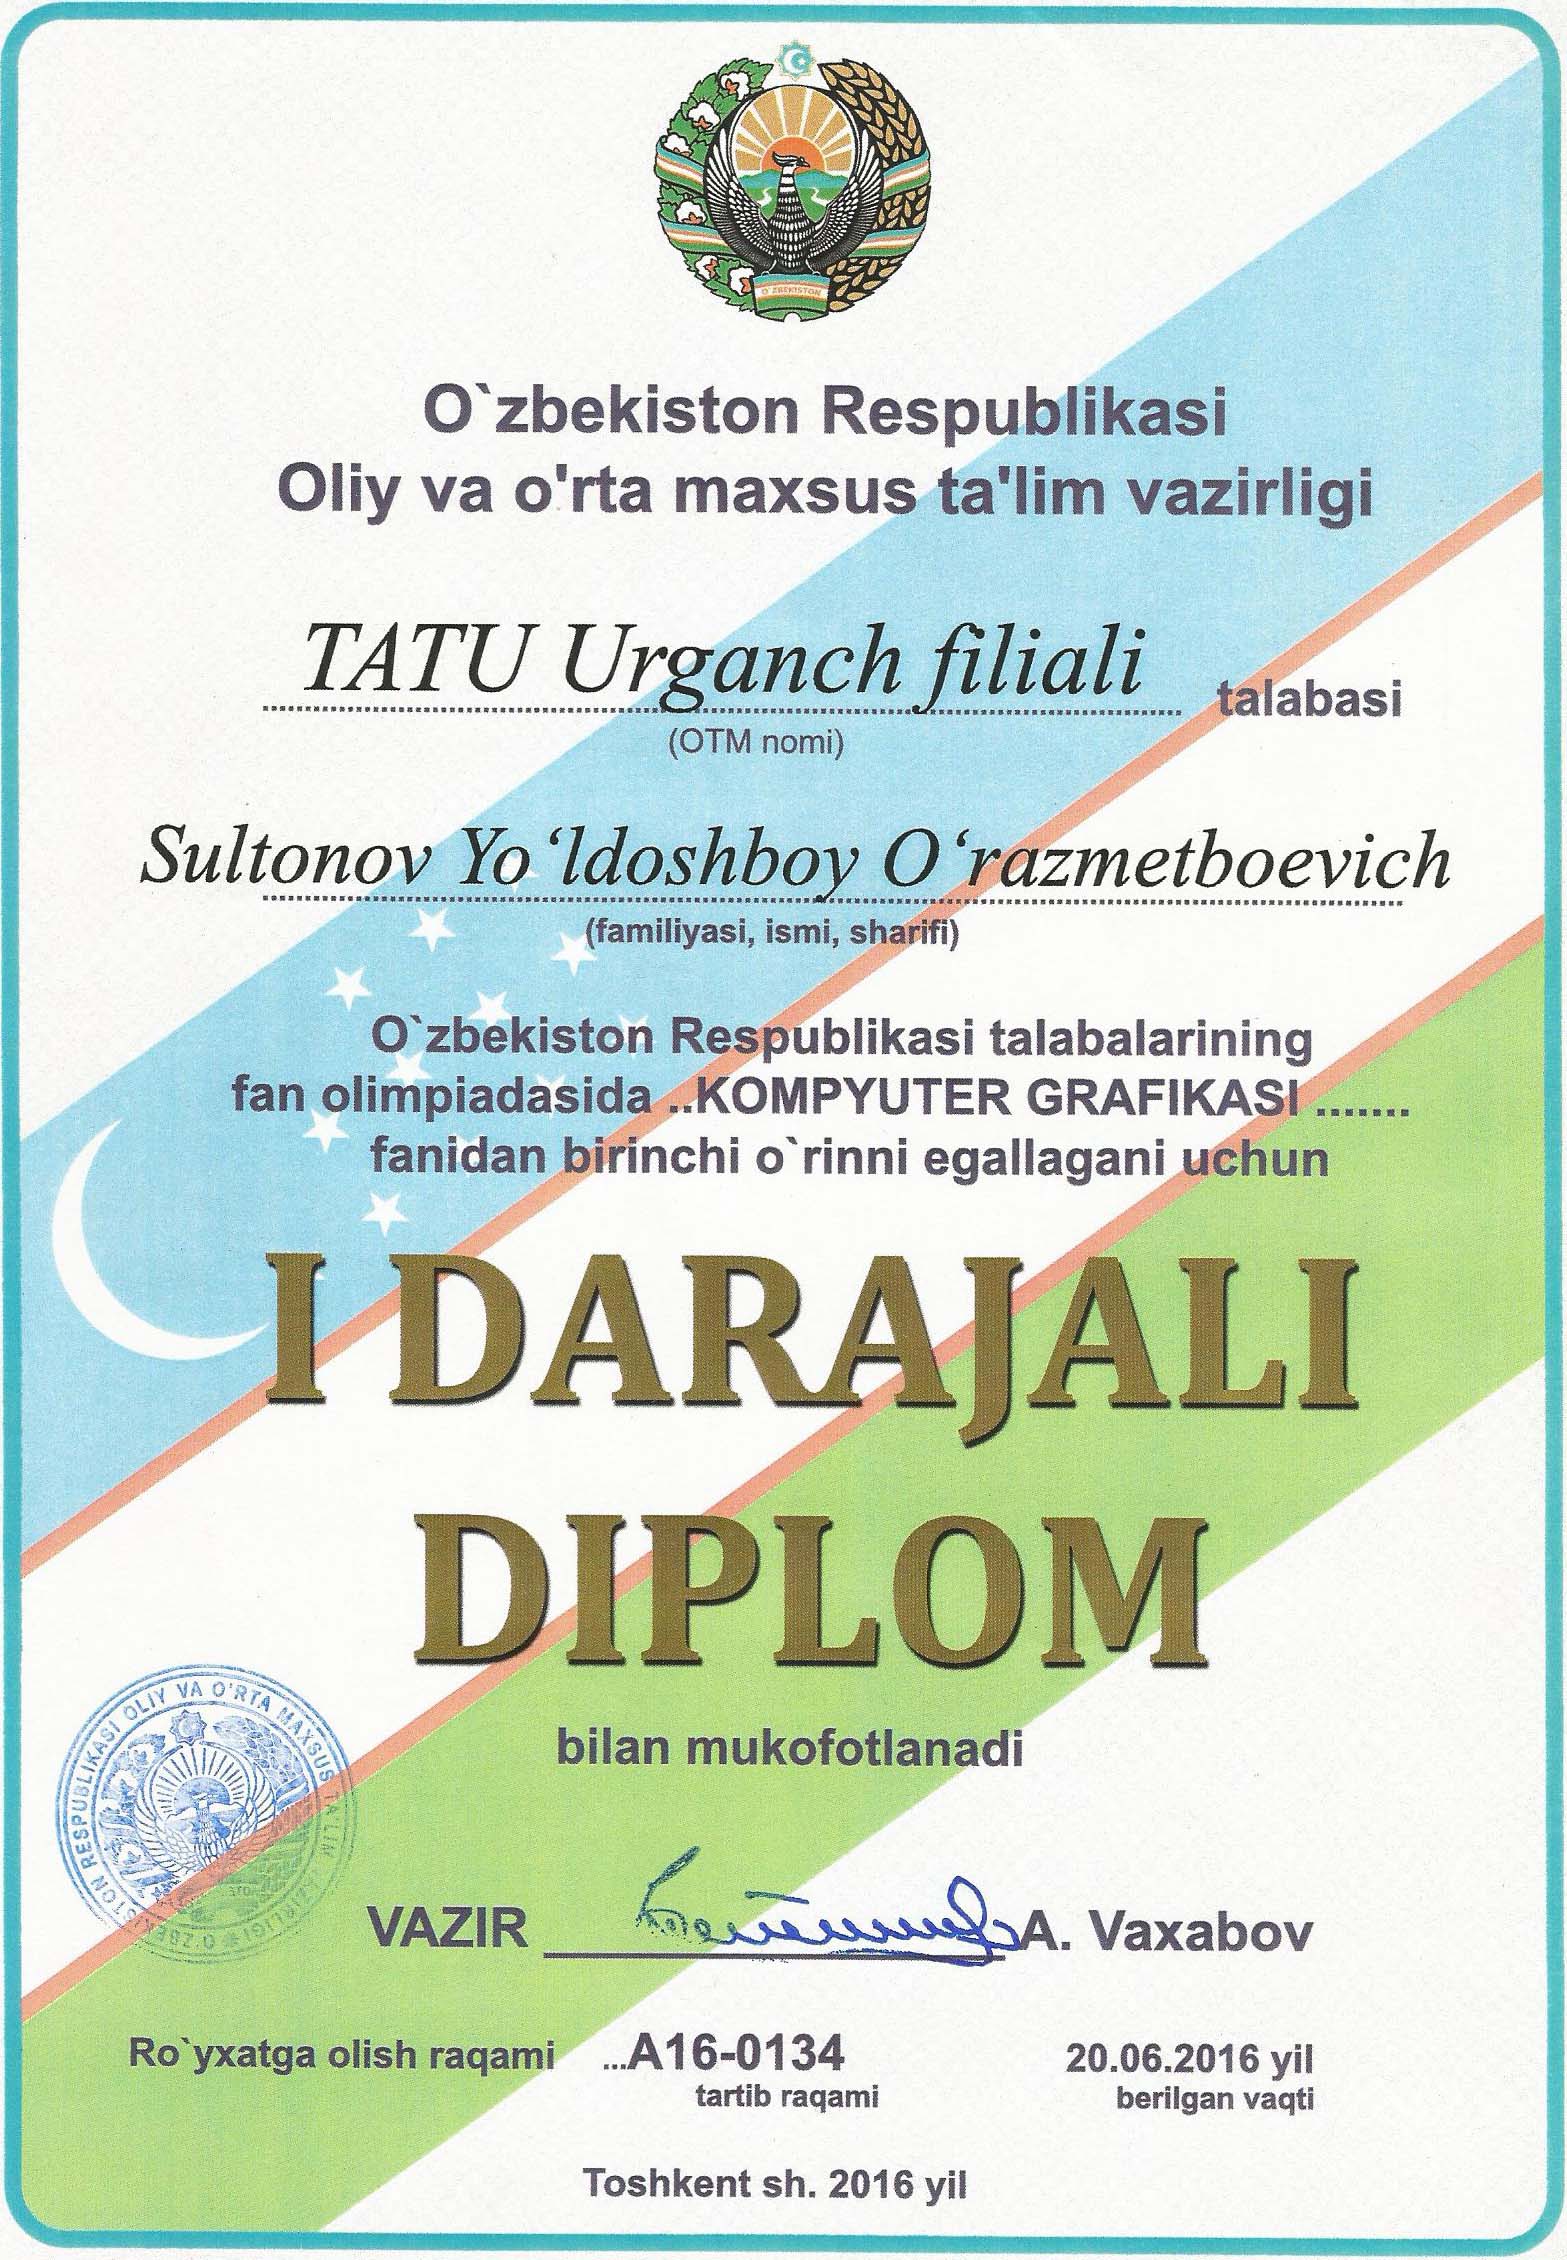 O'ZBEKISTON
O`zbekiston Respublikasi
Oliy va o'rta maxsus ta'lim vazirligi
TATU Urganch filiali talabasi
(OTM nomi)
Sultonov Yo‘ldoshboy O‘razmetboevich
(familiyasi, ismi, sharifi)
O`zbekiston Respublikasi talabalarining
fan olimpiadasida ..KOMPYUTER GRAFIKASI .......
fanidan birinchi o`rinni egallagani uchun
I DARAJALI
DIPLOM
bilan mukofotlanadi
O'ZBEKISTON RESPUBLIKASI OLIY VA O'RTA MAXSUS TA'LIM VAZIRLIGI
VAZIR A. Vaxabov
Ro`yxatga olish raqami ...A16-0134 20.06.2016 yil
tartib raqami berilgan vaqti
Toshkent sh. 2016 yil